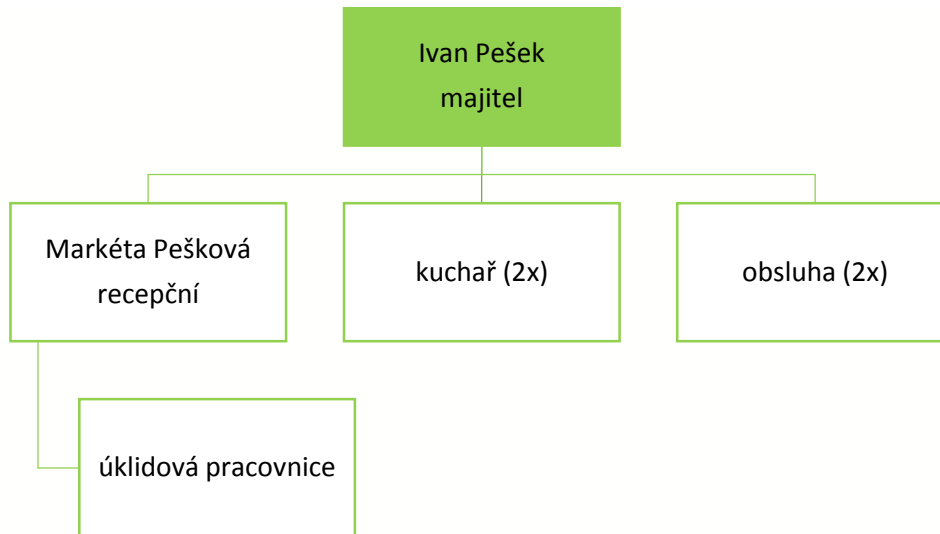 Ivan Pešek
majitel
Markéta Pešková
recepční
kuchař (2x)
obsluha (2x)
úklidová pracovnice